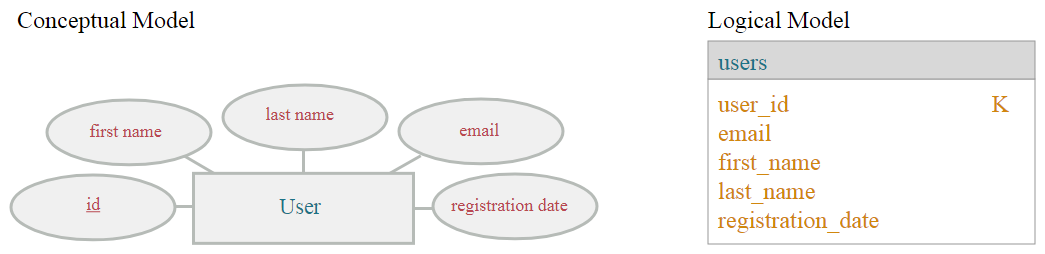 Conceptual Model
Logical Model
last name
first name
email
id
User
registration date
users
user_id K
email
first_name
last_name
registration_date